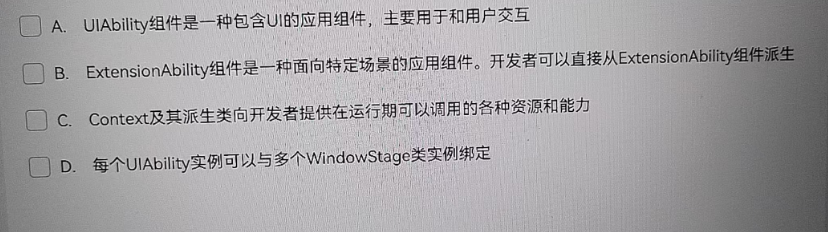 A. UIAbility组件是一种包含UI的应用组件，主要用于和用户交互
B. ExtensionAbility组件是一种面向特定场景的应用组件。开发者可以直接从ExtensionAbility组件派生
C. Context及其派生类向开发者提供在运行期可以调用的各种资源和能力
D. 每个UIAbility实例可以与多个WindowStage类实例绑定